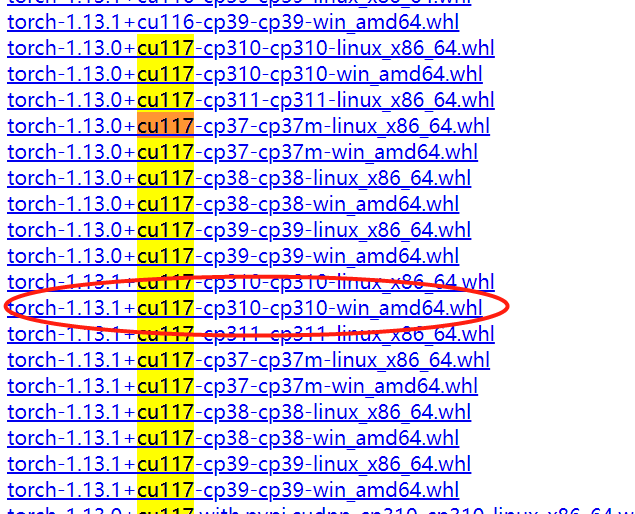 torch-1.13.1+cu116-cp39-cp39-linux_x86_64.whl
torch-1.13.1+cu116-cp39-cp39-win_amd64.whl
torch-1.13.0+cu117-cp310-cp310-linux_x86_64.whl
torch-1.13.0+cu117-cp310-cp310-win_amd64.whl
torch-1.13.0+cu117-cp311-cp311-linux_x86_64.whl
torch-1.13.0+cu117-cp37-cp37m-linux_x86_64.whl
torch-1.13.0+cu117-cp37-cp37m-win_amd64.whl
torch-1.13.0+cu117-cp38-cp38-linux_x86_64.whl
torch-1.13.0+cu117-cp38-cp38-win_amd64.whl
torch-1.13.0+cu117-cp39-cp39-linux_x86_64.whl
torch-1.13.0+cu117-cp39-cp39-win_amd64.whl
torch-1.13.1+cu117-cp310-cp310-linux_x86_64.whl
torch-1.13.1+cu117-cp310-cp310-win_amd64.whl
torch-1.13.1+cu117-cp311-cp311-linux_x86_64.whl
torch-1.13.1+cu117-cp37-cp37m-linux_x86_64.whl
torch-1.13.1+cu117-cp37-cp37m-win_amd64.whl
torch-1.13.1+cu117-cp38-cp38-linux_x86_64.whl
torch-1.13.1+cu117-cp38-cp38-win_amd64.whl
torch-1.13.1+cu117-cp39-cp39-linux_x86_64.whl
torch-1.13.1+cu117-cp39-cp39-win_amd64.whl
torch-1.13.0+cu117.with.pypi.cudnn-cp310-cp310-linux_x86_64.w